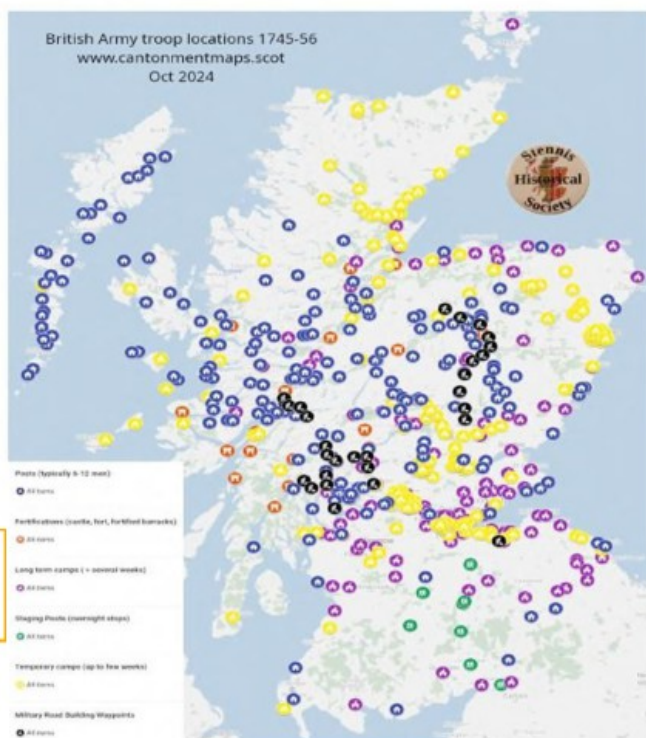 British Army troop locations 1745-56
www.cantonmentmaps.scot
Oct 2024
Stennis
Historical
Society
Posts (typically 6-12 men)
All items
Fortifications (castle, fort, fortified barracks)
All items
Long term camps ( + several weeks)
All items
Staging Posts (overnight stops)
All items
Temporary camps (up to few weeks)
All items
Military Road Building Waypoints
All items